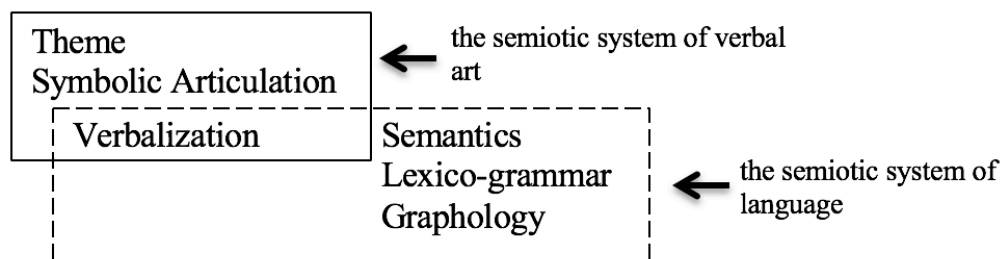 Theme
Symbolic Articulation
Verbalization
the semiotic system of verbal
art
Semantics
Lexico-grammar
Graphology
the semiotic system of
language